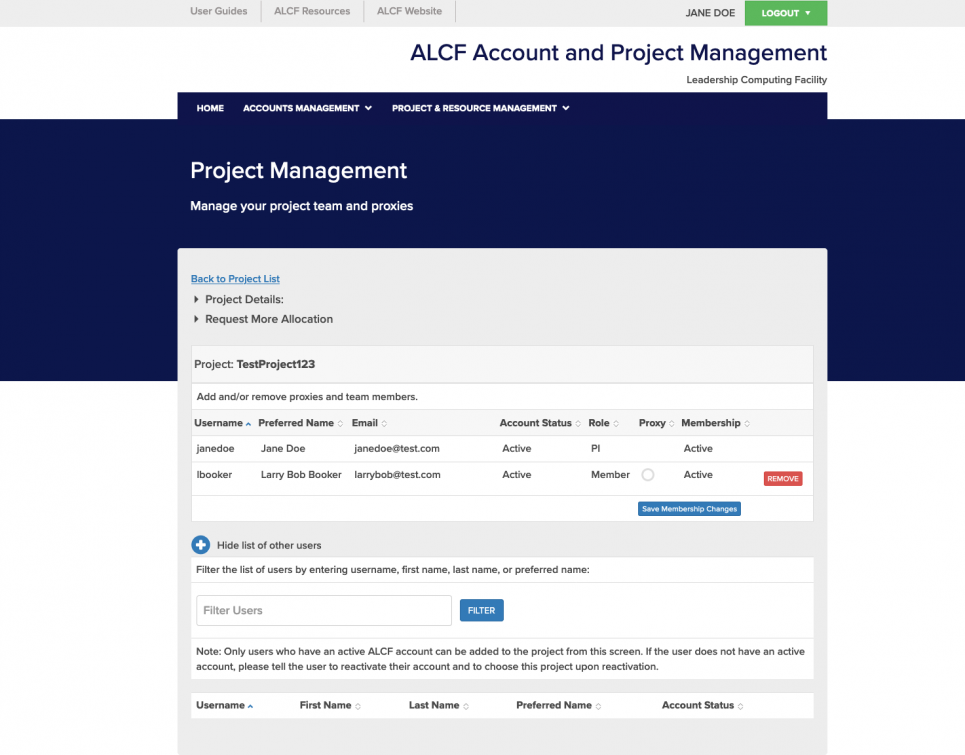 User Guides ALCF Resources ALCF Website JANE DOE LOGOUT
ALCF Account and Project Management
Leadership Computing Facility
HOME ACCOUNTS MANAGEMENT PROJECT & RESOURCE MANAGEMENT
Project Management
Manage your project team and proxies
Back to Project List
Project Details:
Request More Allocation
Project: TestProject123
Add and/or remove proxies and team members.
Username Preferred Name Email Account Status Role Proxy Membership
janedoe Jane Doe janedoe@test.com Active PI Active
lbooker Larry Bob Booker larrybob@test.com Active Member Active REMOVE
Save Membership Changes
Hide list of other users
Filter the list of users by entering username, first name, last name, or preferred name:
Filter Users FILTER
Note: Only users who have an active ALCF account can be added to the project from this screen. If the user does not have an active
account, please tell the user to reactivate their account and to choose this project upon reactivation.
Username First Name Last Name Preferred Name Account Status